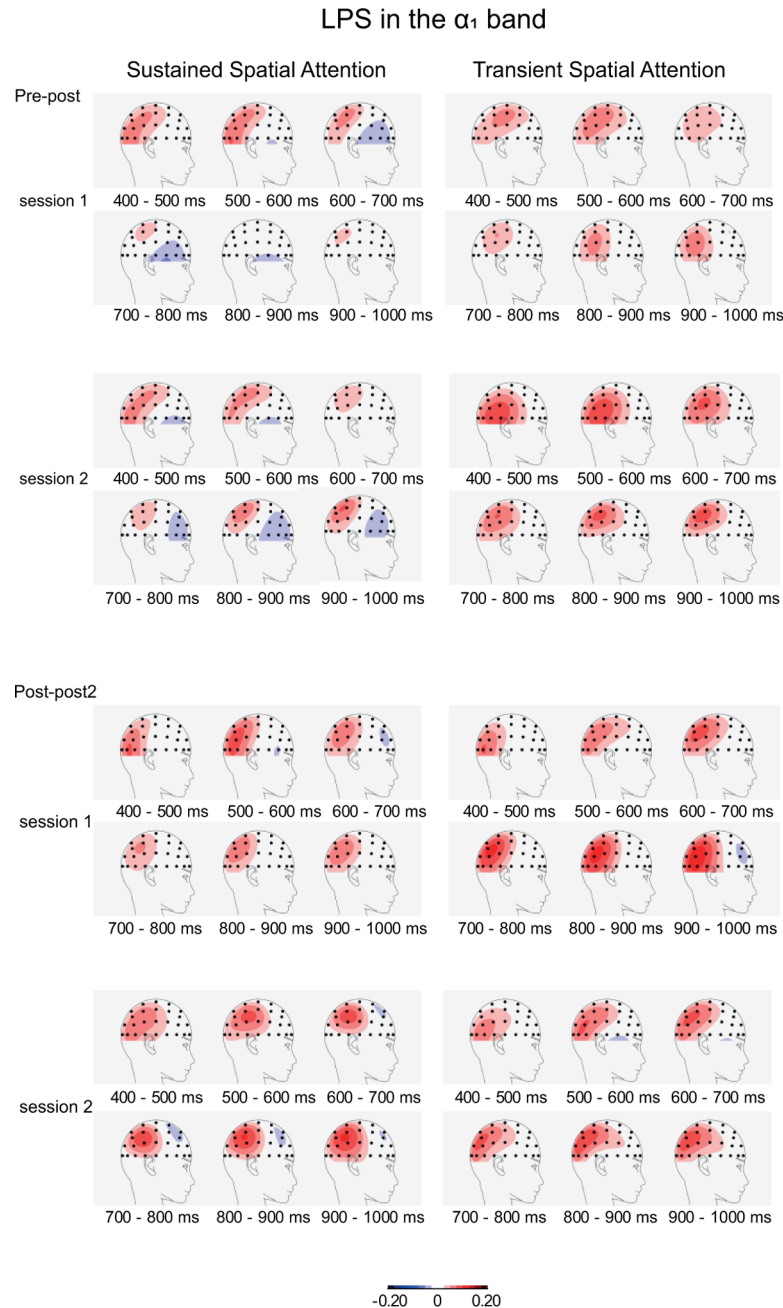 LPS in the α₁ band
Sustained Spatial Attention
Transient Spatial Attention
Pre-post
session 1
400 - 500 ms 500 - 600 ms 600 - 700 ms 400 - 500 ms 500 - 600 ms 600 - 700 ms
700 - 800 ms 800 - 900 ms 900 - 1000 ms 700 - 800 ms 800 - 900 ms 900 - 1000 ms
session 2
400 - 500 ms 500 - 600 ms 600 - 700 ms 400 - 500 ms 500 - 600 ms 600 - 700 ms
700 - 800 ms 800 - 900 ms 900 - 1000 ms 700 - 800 ms 800 - 900 ms 900 - 1000 ms
Post-post2
session 1
400 - 500 ms 500 - 600 ms 600 - 700 ms 400 - 500 ms 500 - 600 ms 600 - 700 ms
700 - 800 ms 800 - 900 ms 900 - 1000 ms 700 - 800 ms 800 - 900 ms 900 - 1000 ms
session 2
400 - 500 ms 500 - 600 ms 600 - 700 ms 400 - 500 ms 500 - 600 ms 600 - 700 ms
700 - 800 ms 800 - 900 ms 900 - 1000 ms 700 - 800 ms 800 - 900 ms 900 - 1000 ms
-0.20 0 0.20